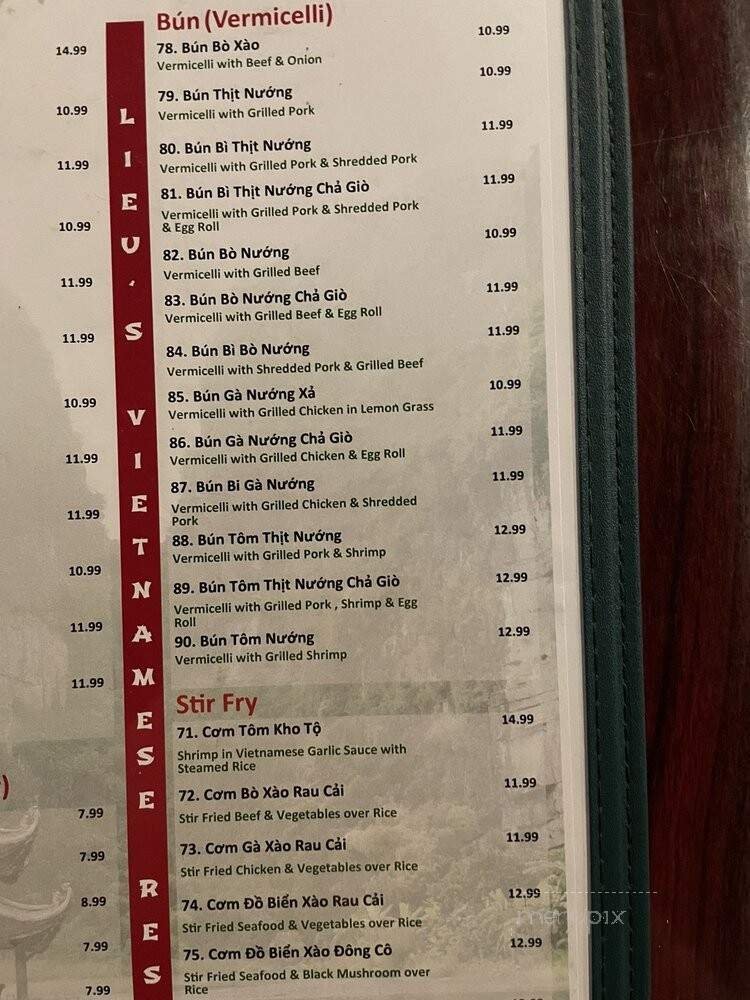 14.99
10.99
11.99
10.99
11.99
11.99
10.99
11.99
11.99
10.99
11.99
11.99
)
7.99
7.99
8.99
7.99
7.99
LIEU'S VIETNAMESE RES
Bún (Vermicelli)
78. Bún Bò Xào 10.99
Vermicelli with Beef & Onion
79. Bún Thịt Nướng 10.99
Vermicelli with Grilled Pork
80. Bún Bì Thịt Nướng 11.99
Vermicelli with Grilled Pork & Shredded Pork
81. Bún Bì Thịt Nướng Chả Giò 11.99
Vermicelli with Grilled Pork & Shredded Pork
& Egg Roll
82. Bún Bò Nướng 10.99
Vermicelli with Grilled Beef
83. Bún Bò Nướng Chả Giò 11.99
Vermicelli with Grilled Beef & Egg Roll
84. Bún Bì Bò Nướng 11.99
Vermicelli with Shredded Pork & Grilled Beef
85. Bún Gà Nướng Xả 10.99
Vermicelli with Grilled Chicken in Lemon Grass
86. Bún Gà Nướng Chả Giò 11.99
Vermicelli with Grilled Chicken & Egg Roll
87. Bún Bi Gà Nướng 11.99
Vermicelli with Grilled Chicken & Shredded
Pork
88. Bún Tôm Thịt Nướng 12.99
Vermicelli with Grilled Pork & Shrimp
89. Bún Tôm Thịt Nướng Chả Giò 12.99
Vermicelli with Grilled Pork , Shrimp & Egg
Roll
90. Bún Tôm Nướng 12.99
Vermicelli with Grilled Shrimp
Stir Fry
71. Cơm Tôm Kho Tộ 14.99
Shrimp in Vietnamese Garlic Sauce with
Steamed Rice
72. Cơm Bò Xào Rau Cải 11.99
Stir Fried Beef & Vegetables over Rice
73. Cơm Gà Xào Rau Cải 11.99
Stir Fried Chicken & Vegetables over Rice
74. Cơm Đồ Biển Xào Rau Cải 12.99
Stir Fried Seafood & Vegetables over Rice
75. Cơm Đồ Biển Xào Đông Cô 12.99
Stir Fried Seafood & Black Mushroom over
Rice
menupix